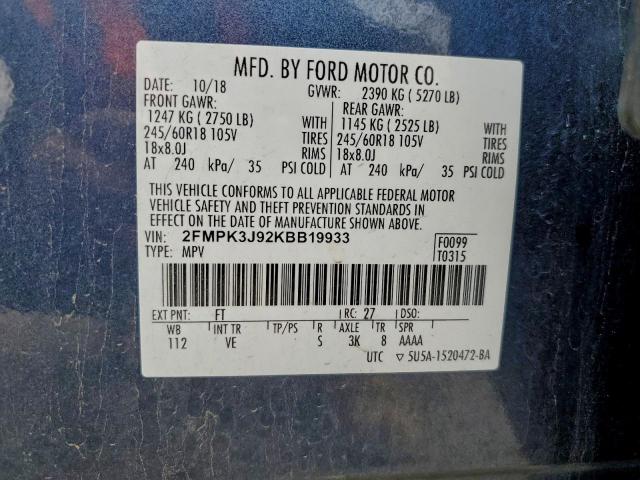 MFD. BY FORD MOTOR CO.
DATE: 10/18 GVWR: 2390 KG ( 5270 LB)
FRONT GAWR: REAR GAWR:
1247 KG ( 2750 LB) WITH 1145 KG ( 2525 LB) WITH
245/60R18 105V TIRES 245/60R18 105V TIRES
18x8.0J RIMS 18x8.0J RIMS
AT 240 kPa/ 35 PSI COLD AT 240 kPa/ 35 PSI COLD
THIS VEHICLE CONFORMS TO ALL APPLICABLE FEDERAL MOTOR
VEHICLE SAFETY AND THEFT PREVENTION STANDARDS IN
EFFECT ON THE DATE OF MANUFACTURE SHOWN ABOVE.
VIN: 2FMPK3J92KBB19933 F0099
TYPE: MPV T0315
EXT PNT: FT RC: 27 DSO:
WB INT TR TP/PS R AXLE TR SPR
112 VE S 3K 8 AAAA
UTC 5U5A-1520472-BA